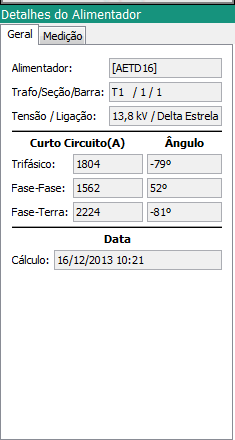 Detalhes do Alimentador
Geral Medição
Alimentador: [AETD16]
Trafo/Seção/Barra: T1 / 1 / 1
Tensão / Ligação: 13,8 kV / Delta Estrela
Curto Circuito(A) Ângulo
Trifásico: 1804 -79º
Fase-Fase: 1562 52º
Fase-Terra: 2224 -81º
Data
Cálculo: 16/12/2013 10:21